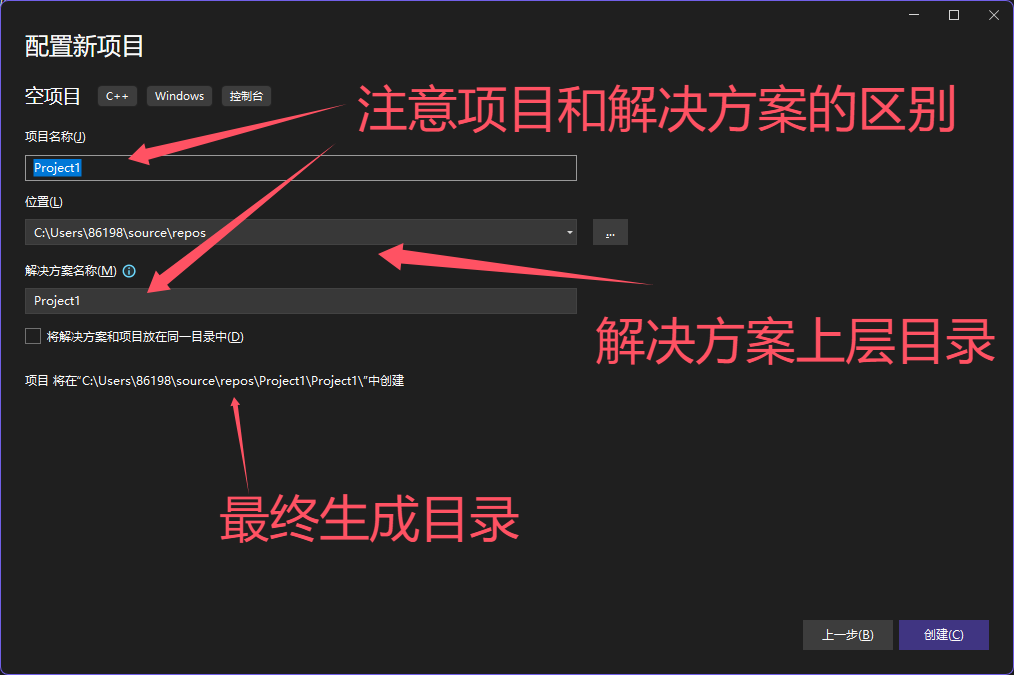 配置新项目
空项目 C++ Windows 控制台
注意项目和解决方案的区别
项目名称(J)
Project1
位置(L)
C:\Users\86198\source\repos
...
解决方案名称(M)
Project1
解决方案上层目录
将解决方案和项目放在同一目录中(D)
项目 将在"C:\Users\86198\source\repos\Project1\Project1\"中创建
最终生成目录
上一步(B) 创建(C)